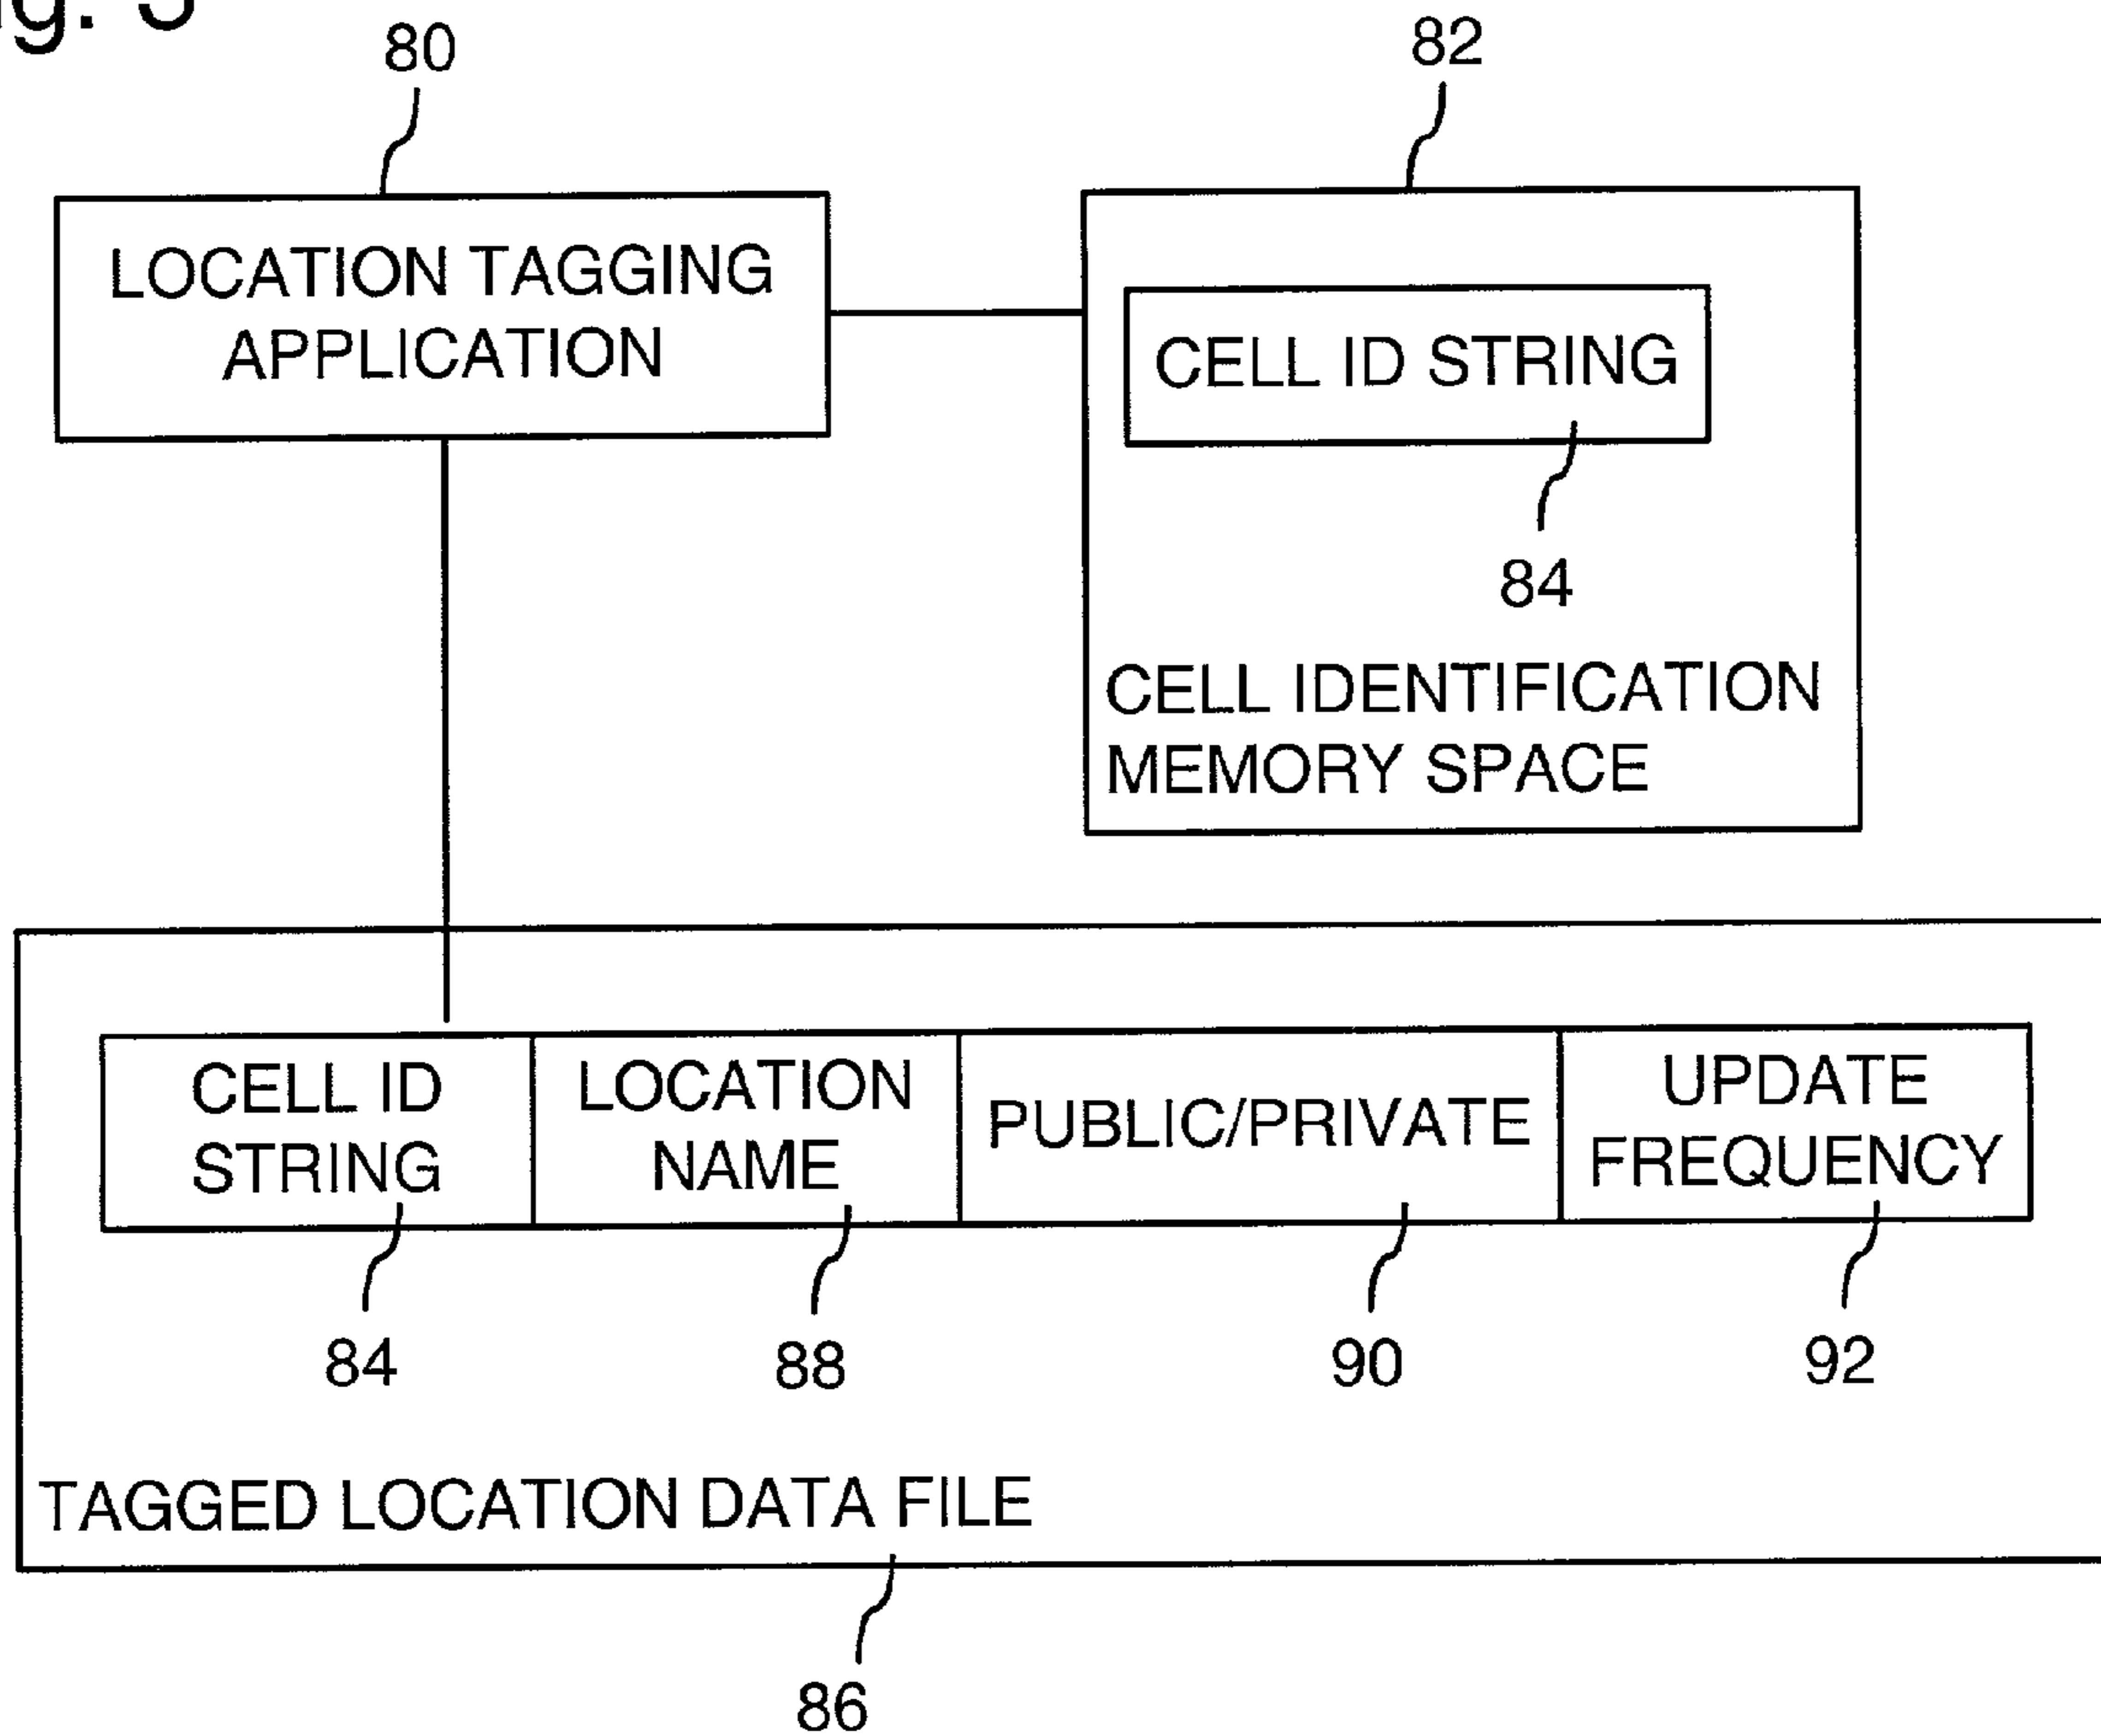 g. 3
80
82
LOCATION TAGGING
APPLICATION
CELL ID STRING
84
CELL IDENTIFICATION
MEMORY SPACE
CELL ID
STRING
LOCATION
NAME
PUBLIC/PRIVATE
UPDATE
FREQUENCY
84
88
90
92
TAGGED LOCATION DATA FILE
86